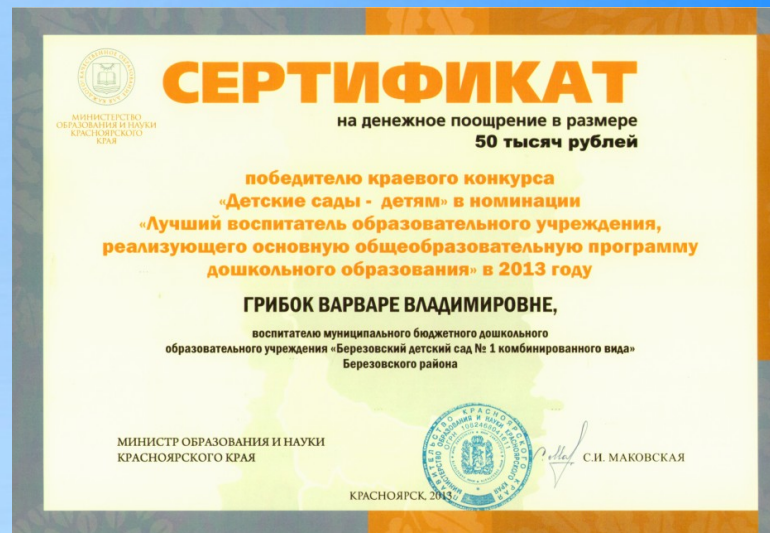 СЕРТИФИКАТ
МИНИСТЕРСТВО
ОБРАЗОВАНИЯ И НАУКИ
КРАСНОЯРСКОГО
КРАЯ
на денежное поощрение в размере
50 тысяч рублей
победителю краевого конкурса
«Детские сады - детям» в номинации
«Лучший воспитатель образовательного учреждения,
реализующего основную общеобразовательную программу
дошкольного образования» в 2013 году
ГРИБОК ВАРВАРЕ ВЛАДИМИРОВНЕ,
воспитателю муниципального бюджетного дошкольного
образовательного учреждения «Березовский детский сад № 1 комбинированного вида»
Березовского района
МИНИСТР ОБРАЗОВАНИЯ И НАУКИ
КРАСНОЯРСКОГО КРАЯ
С.И. МАКОВСКАЯ
КРАСНОЯРСК, 2013